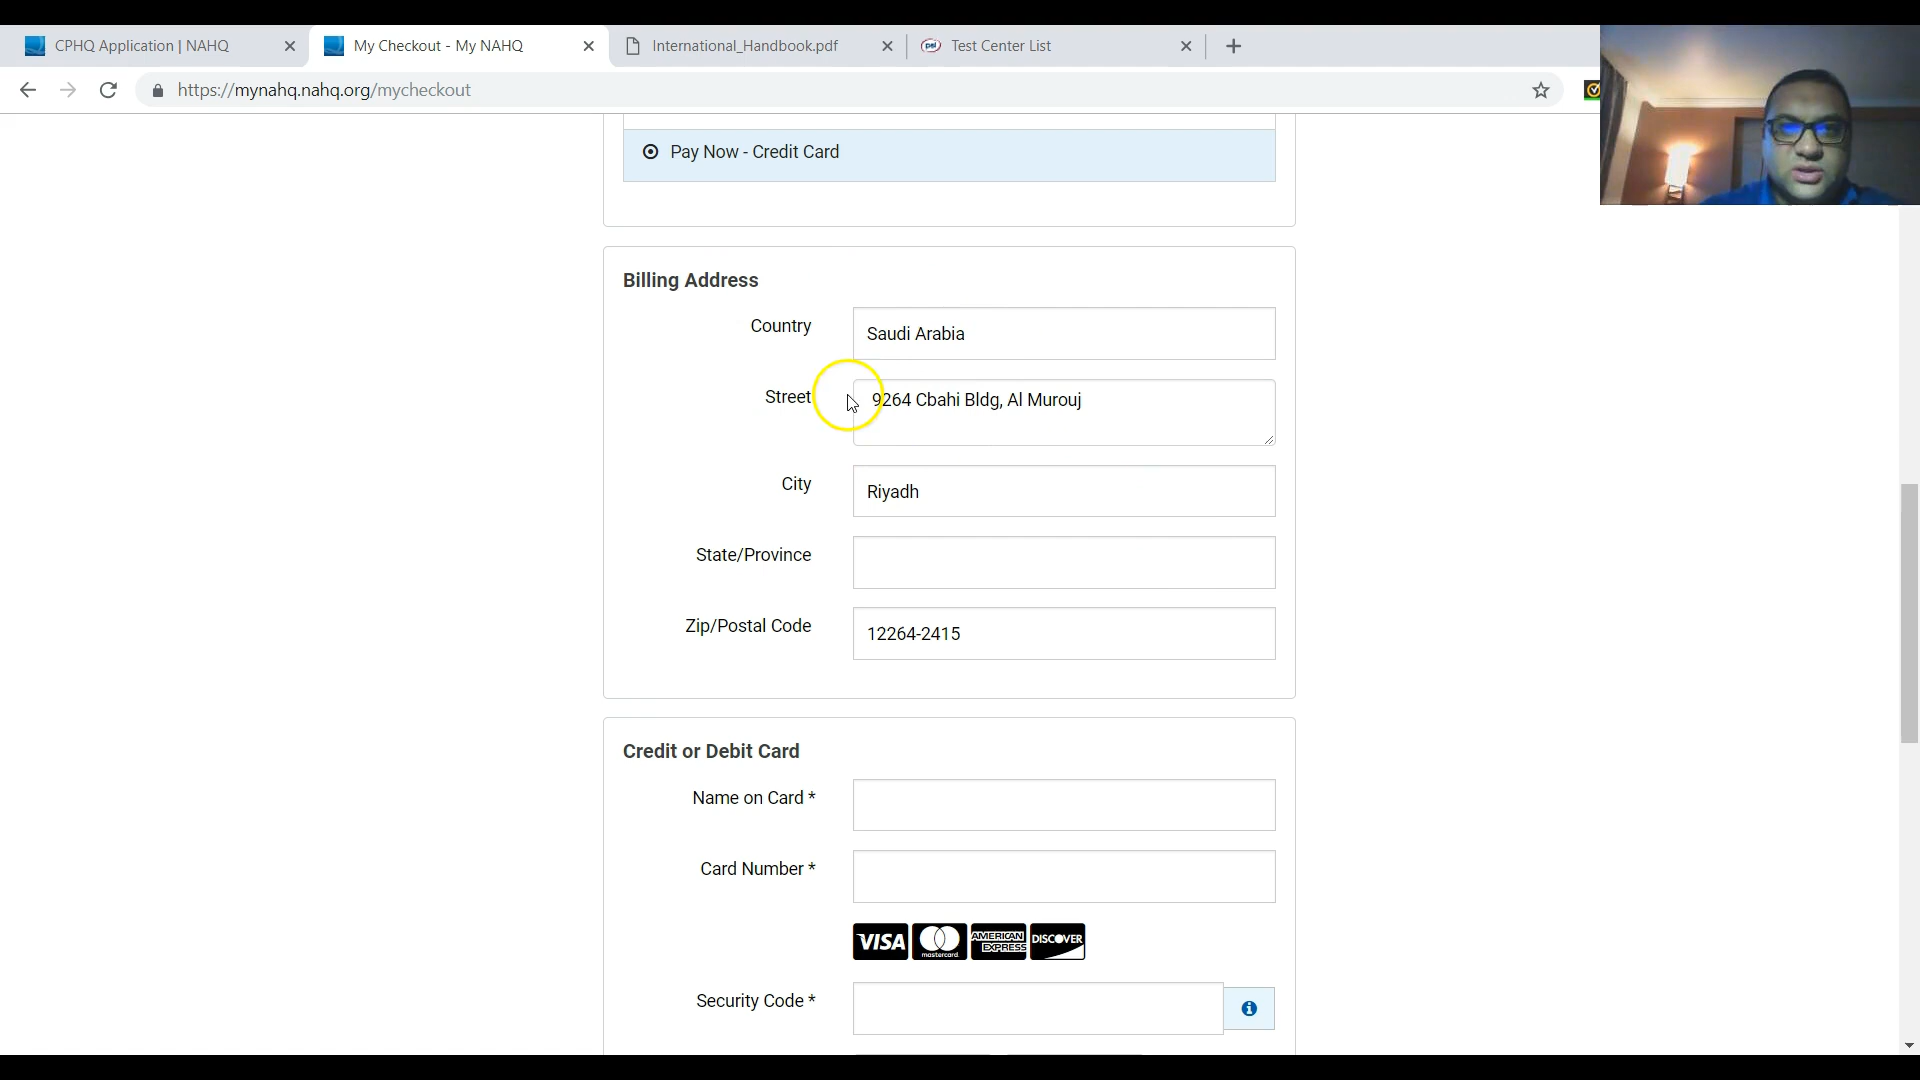 CPHQ Application | NAHQ
My Checkout - My NAHQ
International_Handbook.pdf
psi Test Center List
https://mynahq.nahq.org/mycheckout
Pay Now - Credit Card
Billing Address
Country
Saudi Arabia
Street
9264 Cbahi Bldg, Al Murouj
City
Riyadh
State/Province
Zip/Postal Code
12264-2415
Credit or Debit Card
Name on Card *
Card Number *
VISA mastercard. AMERICAN EXPRESS DISCOVER
Security Code *